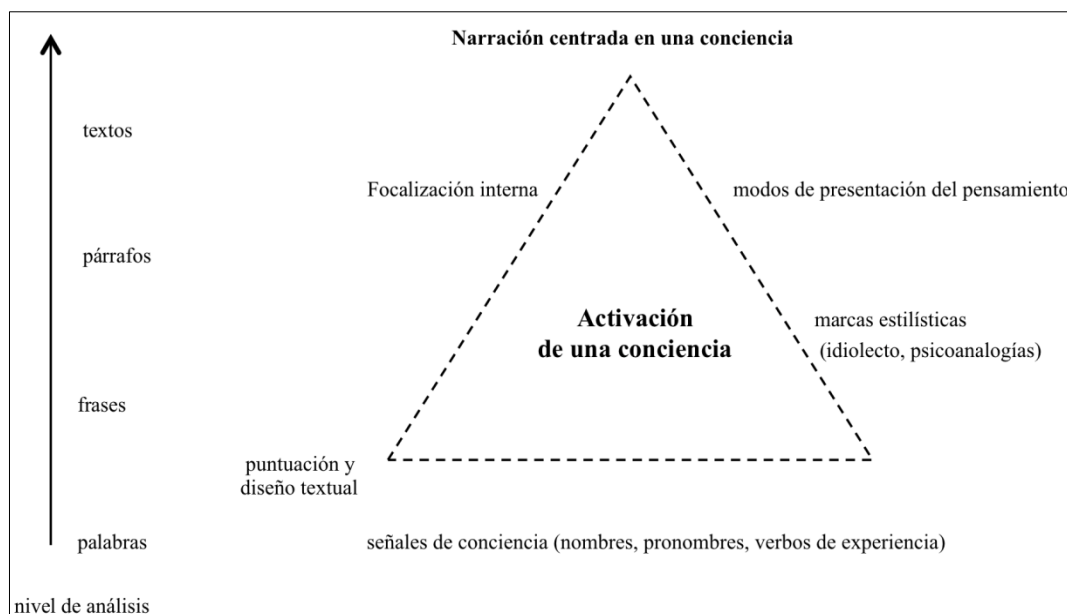 Narración centrada en una conciencia
textos
Focalización interna
modos de presentación del pensamiento
párrafos
Activación
de una conciencia
marcas estilísticas
(idiolecto, psicoanalogías)
frases
puntuación y
diseño textual
palabras
señales de conciencia (nombres, pronombres, verbos de experiencia)
nivel de análisis